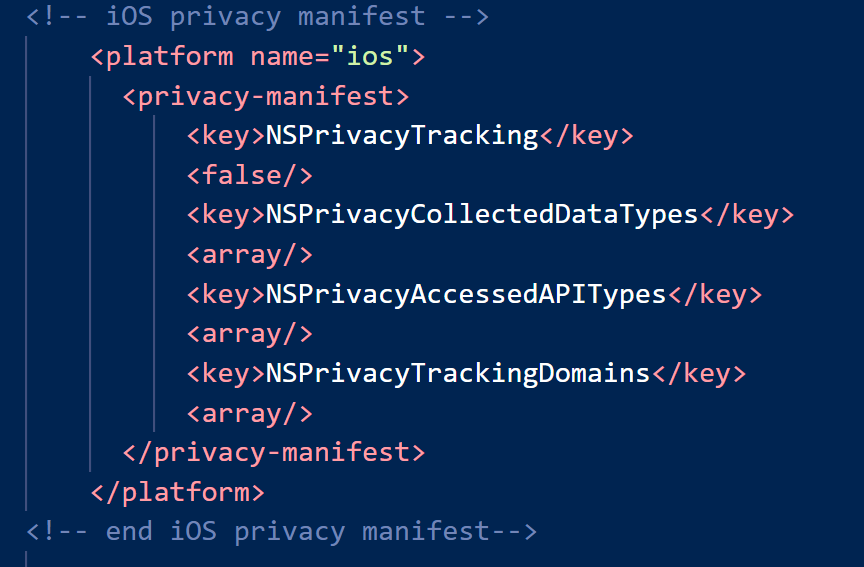 <!-- iOS privacy manifest -->
<platform name="ios">
<privacy-manifest>
<key>NSPrivacyTracking</key>
<false/>
<key>NSPrivacyCollectedDataTypes</key>
<array/>
<key>NSPrivacyAccessedAPITypes</key>
<array/>
<key>NSPrivacyTrackingDomains</key>
<array/>
</privacy-manifest>
</platform>
<!-- end iOS privacy manifest-->